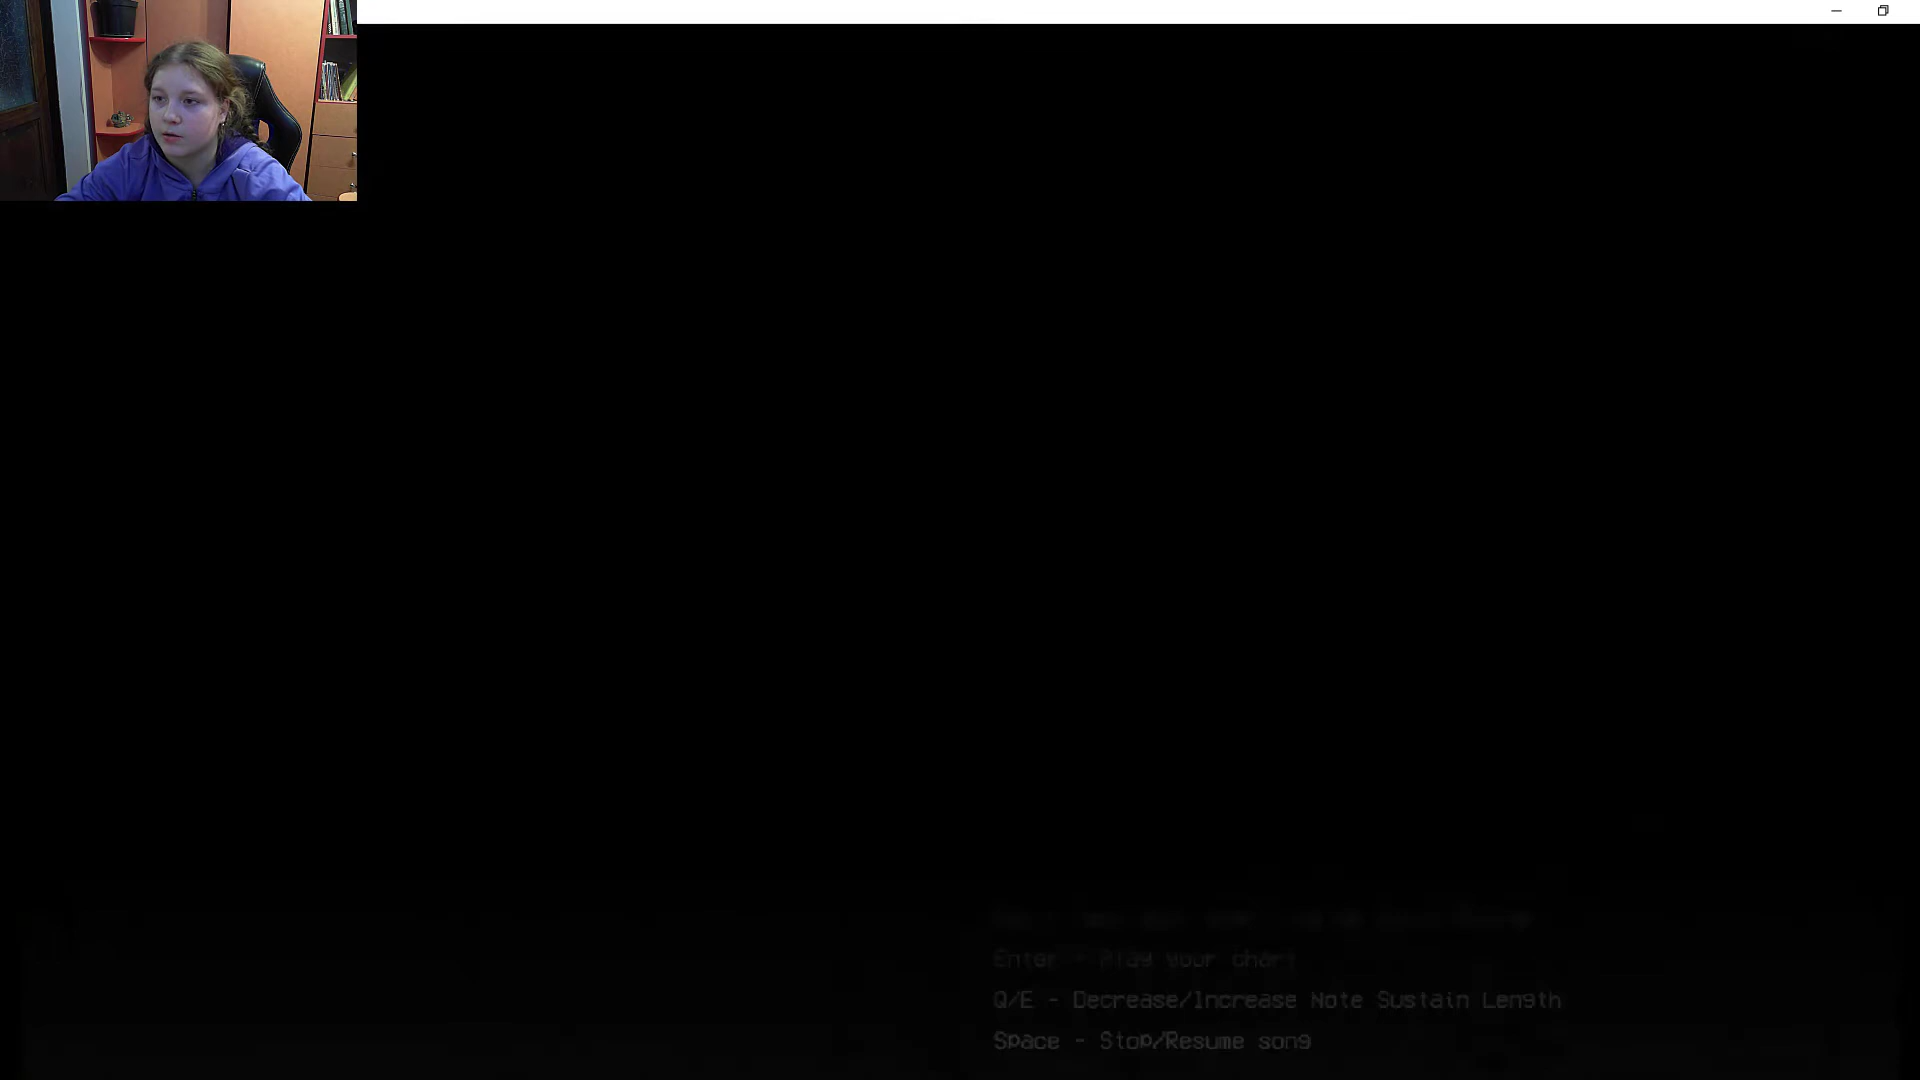 Enter - Play your chart
Q/E - Decrease/Increase Note Sustain Length
Space - Stop/Resume song